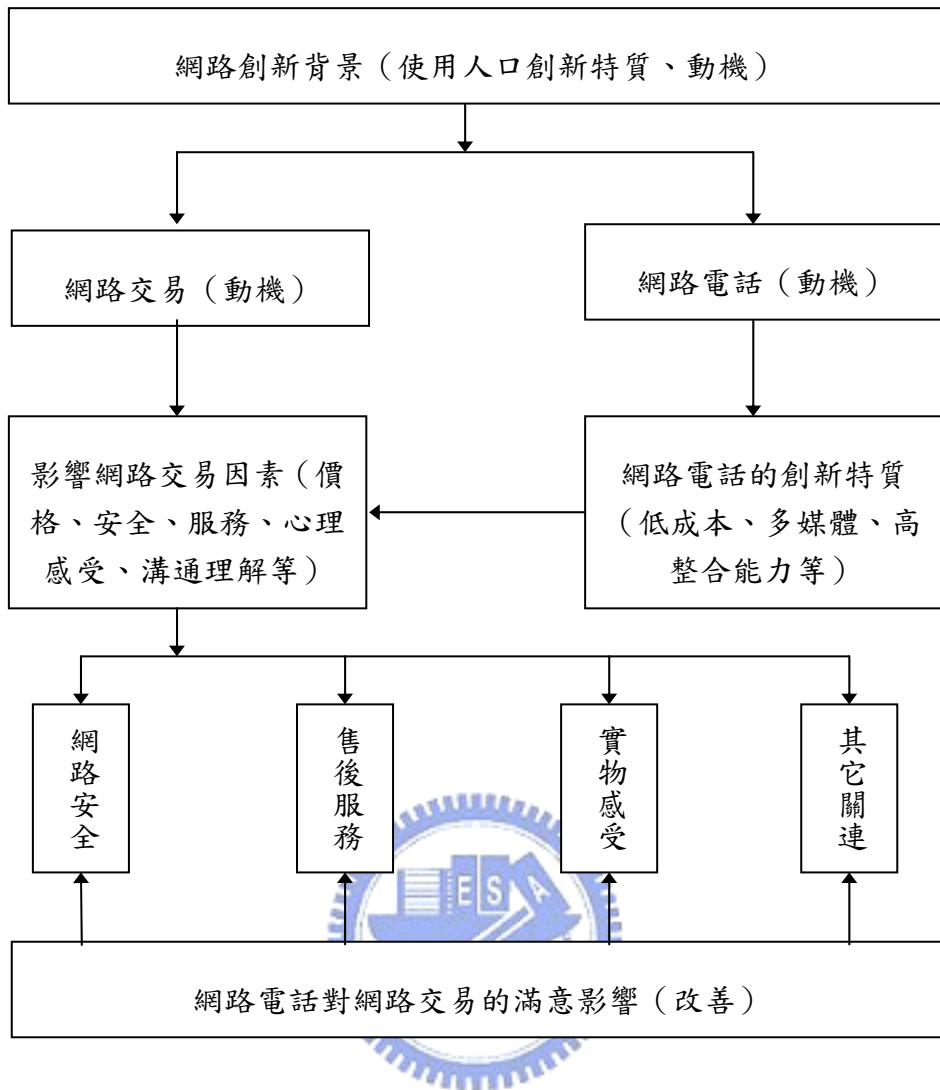 網路創新背景（使用人口創新特質、動機）
網路交易（動機）
網路電話（動機）
影響網路交易因素（價
格、安全、服務、心理
感受、溝通理解等）
網路電話的創新特質
（低成本、多媒體、高
整合能力等）
網路安全
售後服務
實物感受
其它關連
ESA
網路電話對網路交易的滿意影響（改善）